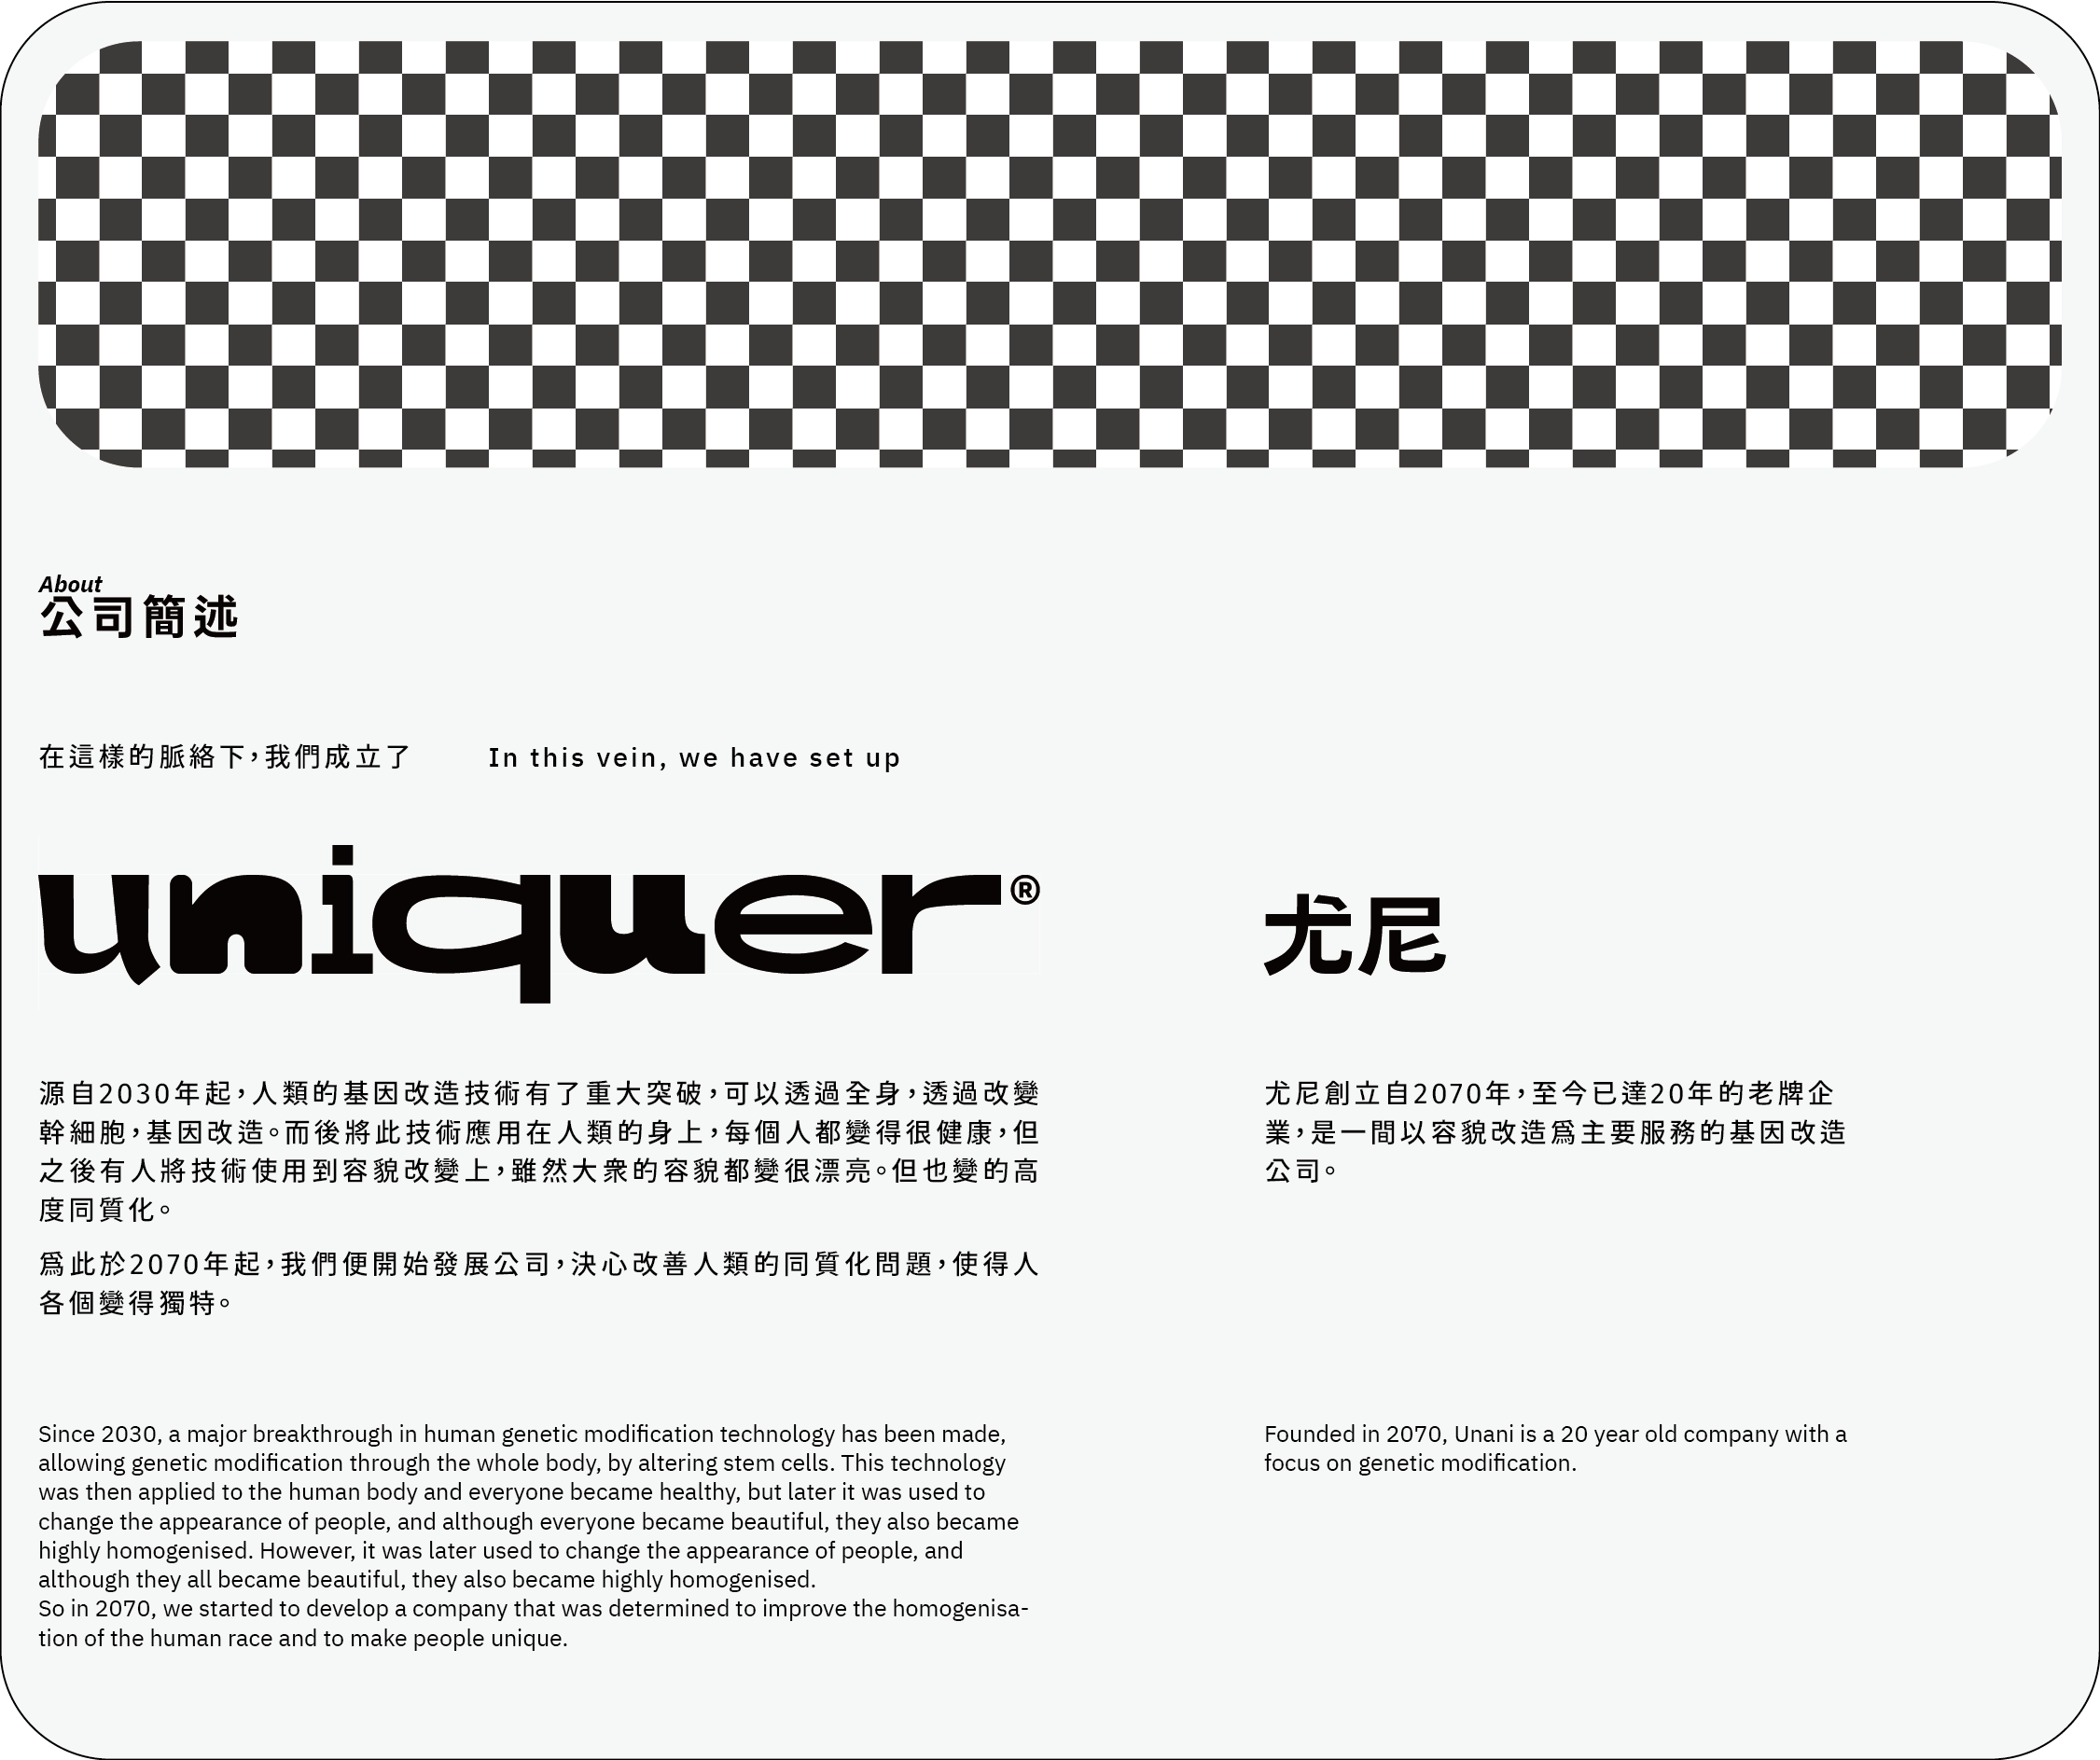 About
公司簡述
在這樣的脈絡下，我們成立了
In this vein, we have set up
uniquer®
尤尼
源自2030年起，人類的基因改造技術有了重大突破，可以透過全身，透過改變
幹細胞，基因改造。而後將此技術應用在人類的身上，每個人都變得很健康，但
之後有人將技術使用到容貌改變上，雖然大衆的容貌都變很漂亮。但也變的高
度同質化。
爲此於2070年起，我們便開始發展公司，決心改善人類的同質化問題，使得人
各個變得獨特。
尤尼創立自2070年，至今已達20年的老牌企
業，是一間以容貌改造爲主要服務的基因改造
公司。
Since 2030, a major breakthrough in human genetic modification technology has been made,
allowing genetic modification through the whole body, by altering stem cells. This technology
was then applied to the human body and everyone became healthy, but later it was used to
change the appearance of people, and although everyone became beautiful, they also became
highly homogenised. However, it was later used to change the appearance of people, and
although they all became beautiful, they also became highly homogenised.
So in 2070, we started to develop a company that was determined to improve the homogenisa-
tion of the human race and to make people unique.
Founded in 2070, Unani is a 20 year old company with a
focus on genetic modification.